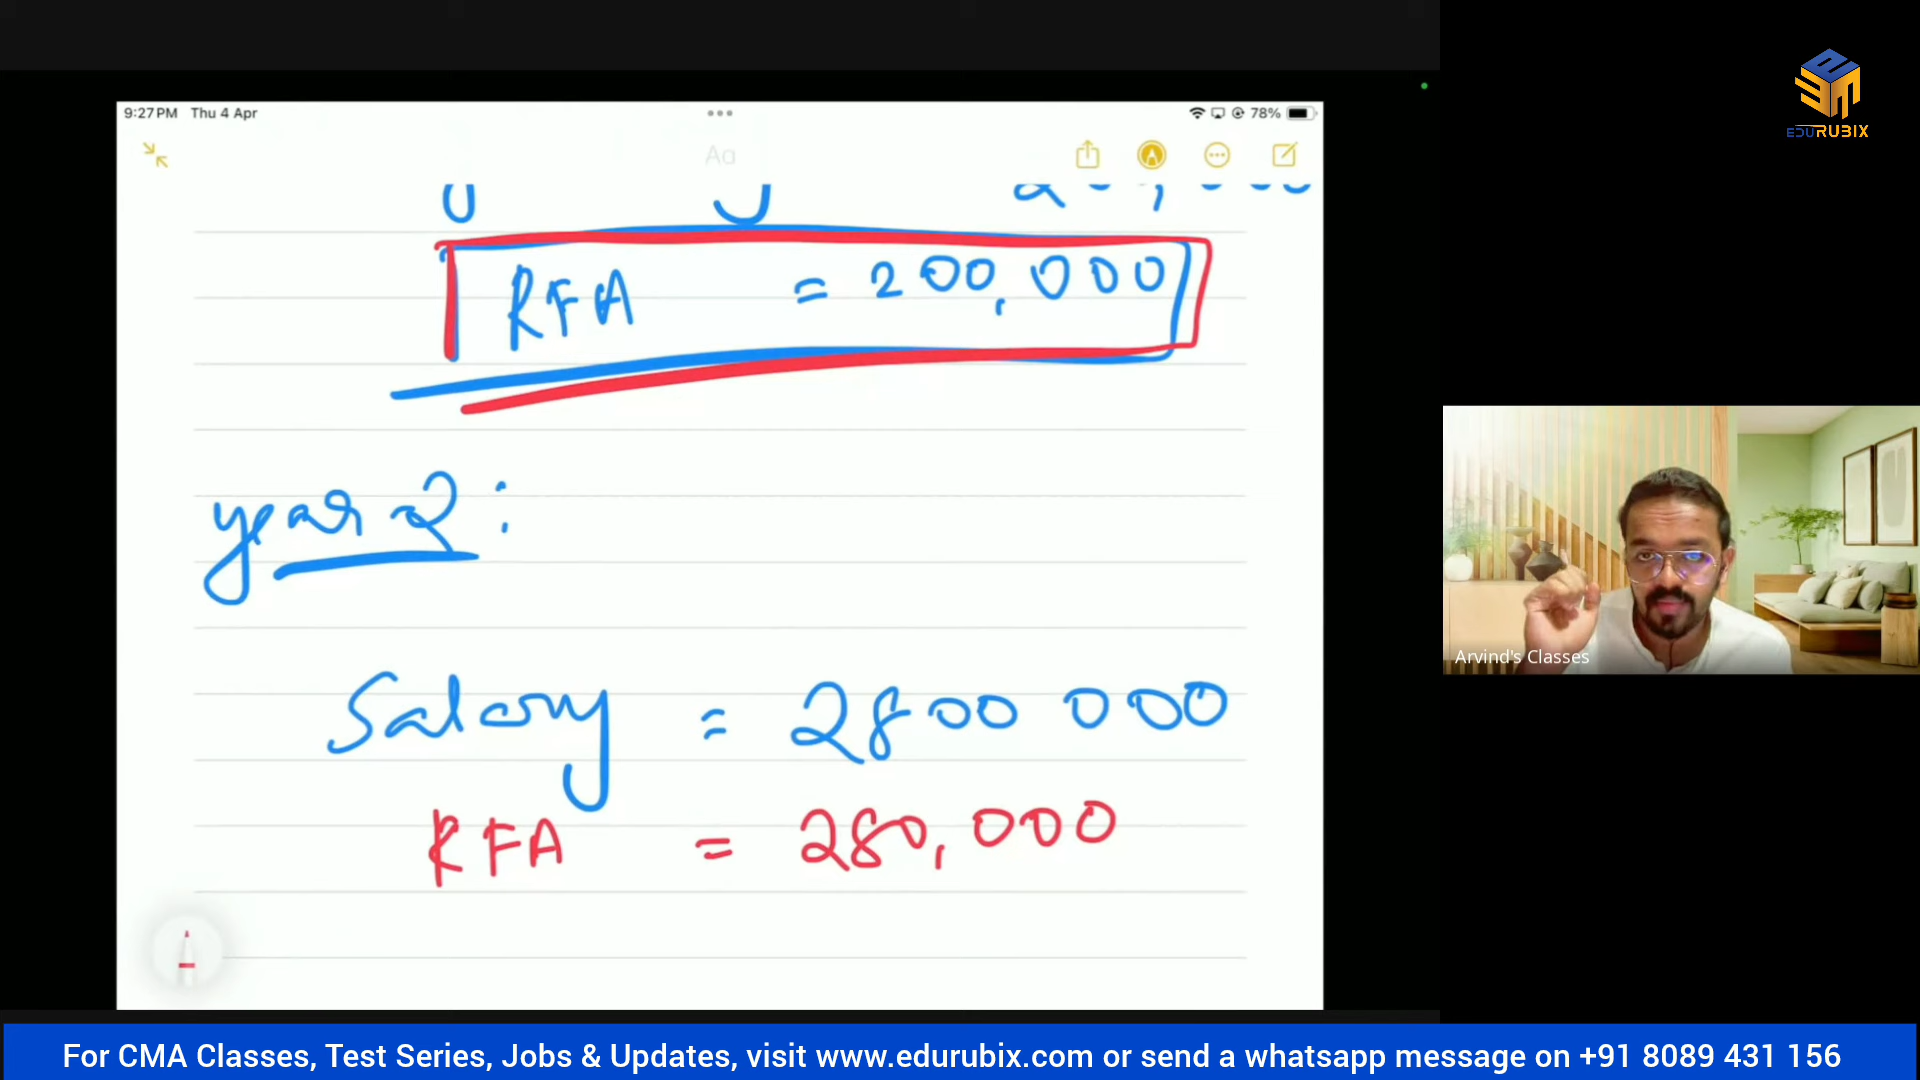 9:27 PM Thu 4 Apr
78%
Aa
RFA = 200,000
year 2 :
Salary = 2800 000
RFA = 280,000
EDURUBIX
Arvind's Classes
For CMA Classes, Test Series, Jobs & Updates, visit www.edurubix.com or send a whatsapp message on +91 8089 431 156